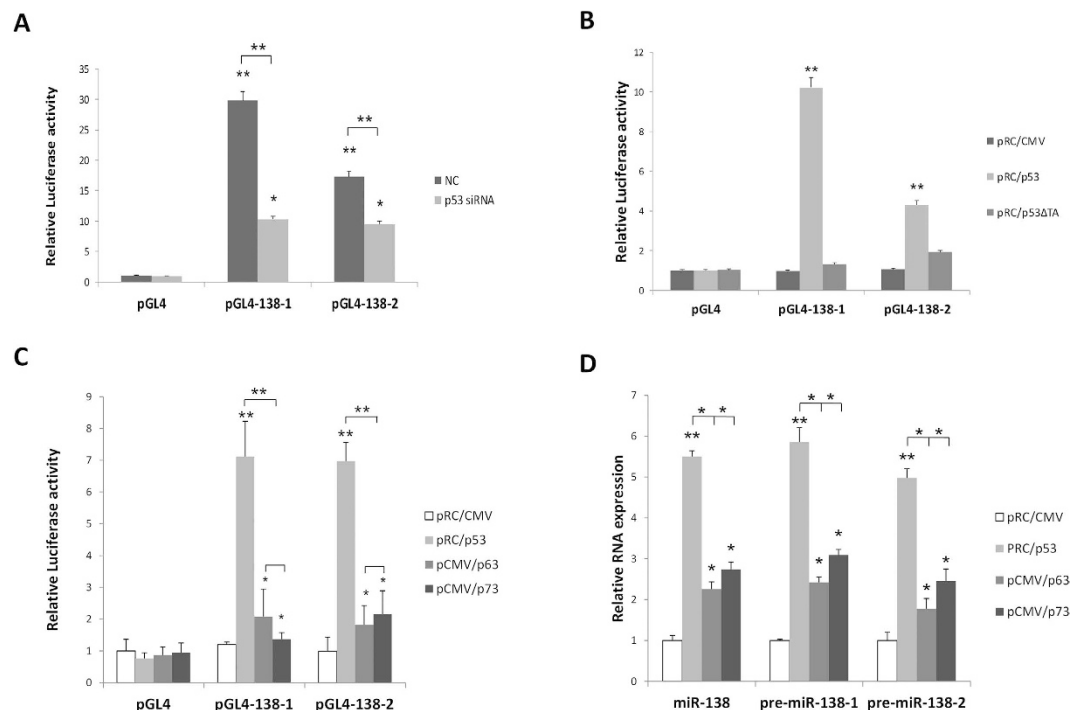 A
Relative Luciferase activity
35
30
25
20
15
10
5
0
**
**
*
**
**
*
NC
p53 siRNA
pGL4 pGL4-138-1 pGL4-138-2
B
Relative Luciferase activity
12
10
8
6
4
2
0
**
**
pRC/CMV
pRC/p53
pRC/p53ΔTA
pGL4 pGL4-138-1 pGL4-138-2
C
Relative Luciferase activity
9
8
7
6
5
4
3
2
1
0
**
**
*
*
**
**
*
*
pRC/CMV
pRC/p53
pCMV/p63
pCMV/p73
pGL4 pGL4-138-1 pGL4-138-2
D
Relative RNA expression
7
6
5
4
3
2
1
0
* *
**
*
*
* *
**
*
*
* *
**
*
*
pRC/CMV
PRC/p53
pCMV/p63
pCMV/p73
miR-138 pre-miR-138-1 pre-miR-138-2